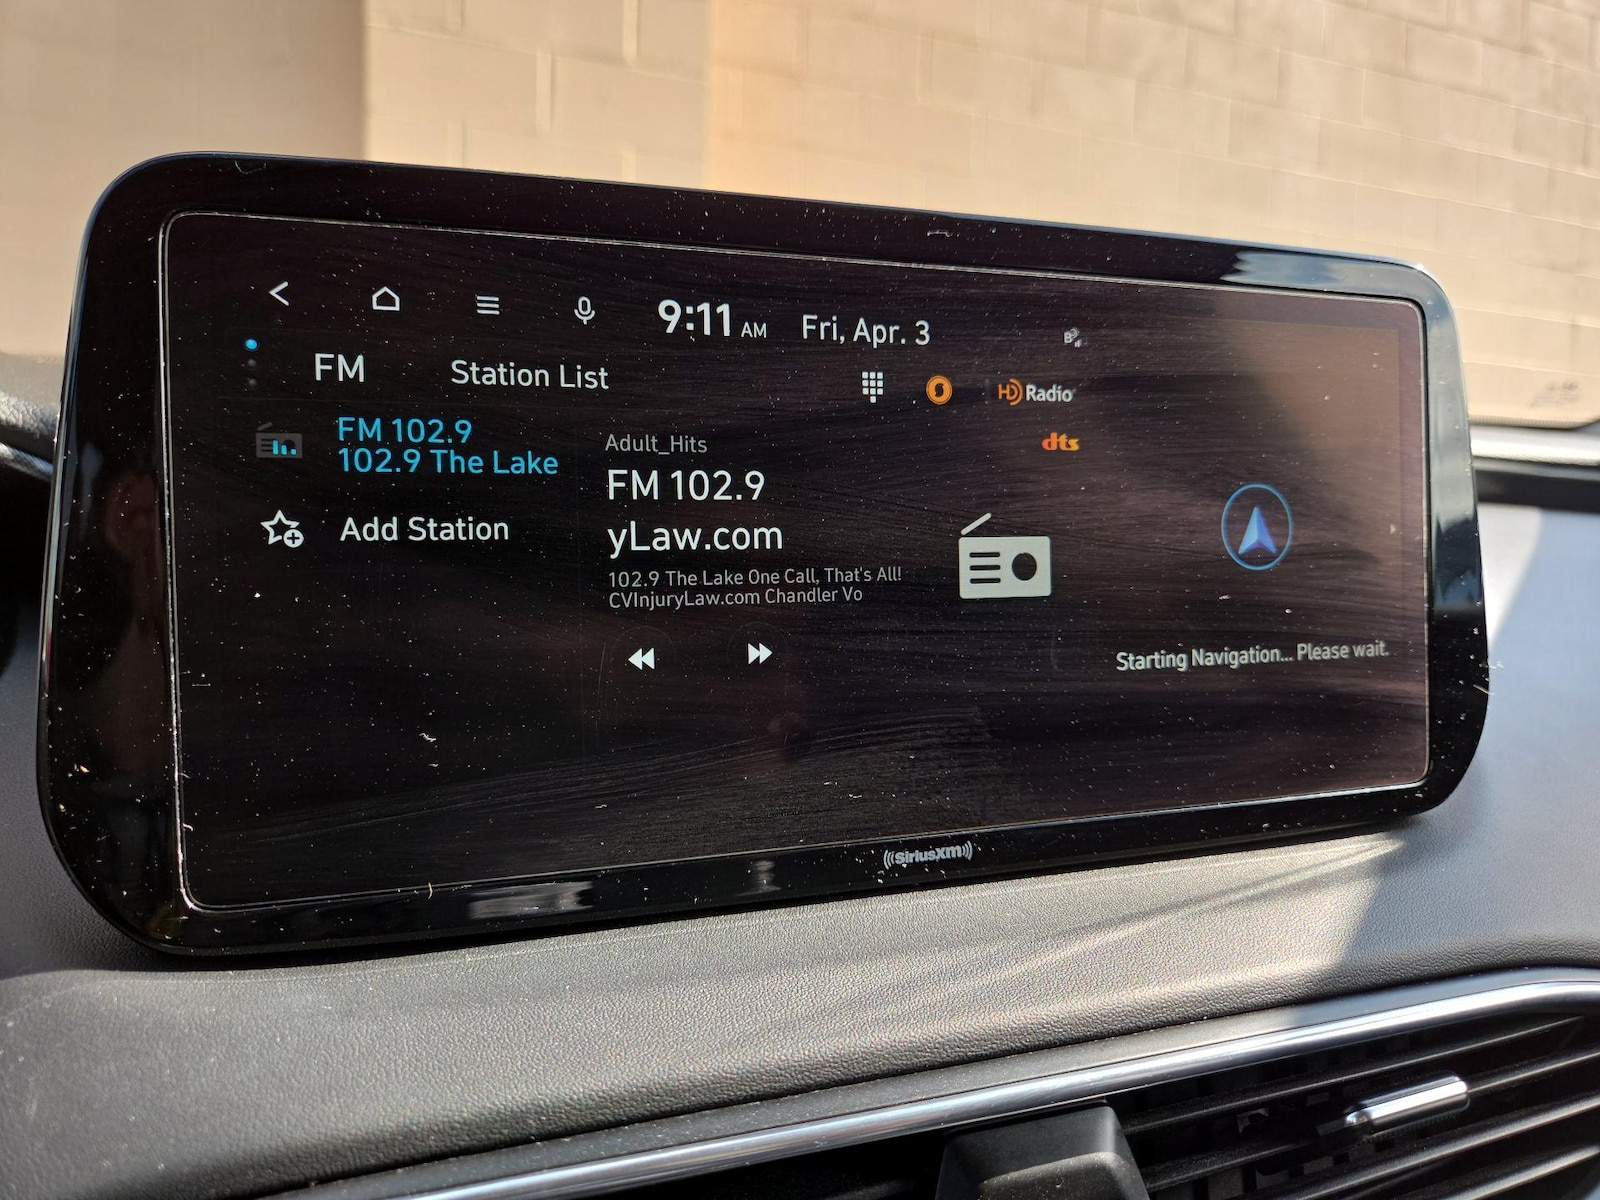 9:11 AM Fri, Apr. 3
FM Station List
HD Radio
FM 102.9
102.9 The Lake
Adult_Hits
dts
FM 102.9
yLaw.com
Add Station
102.9 The Lake One Call, That's All!
CVInjuryLaw.com Chandler Vo
Starting Navigation... Please wait.
((SiriusXM))